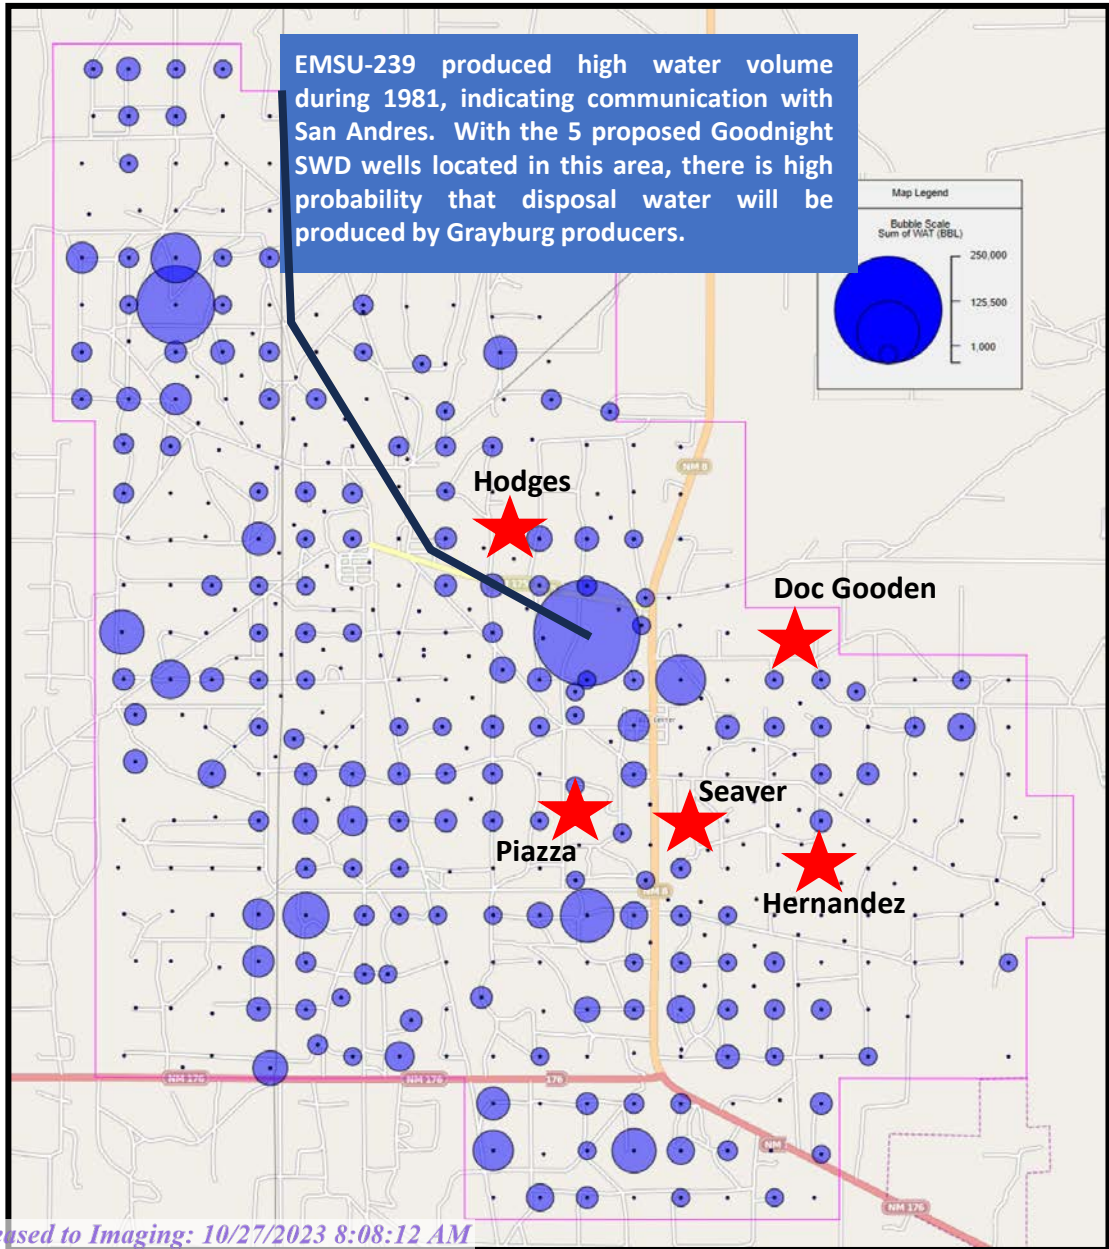 EMSU-239 produced high water volume
during 1981, indicating communication with
San Andres. With the 5 proposed Goodnight
SWD wells located in this area, there is high
probability that disposal water will be
produced by Grayburg producers.
Map Legend
Bubble Scale
Sum of WAT (BBL)
250,000
125,500
1,000
NM 8
Hodges
Doc Gooden
Seaver
Piazza
Hernandez
NM 8
NM 176
NM 176
176
NM
NM 176
eased to Imaging: 10/27/2023 8:08:12 AM